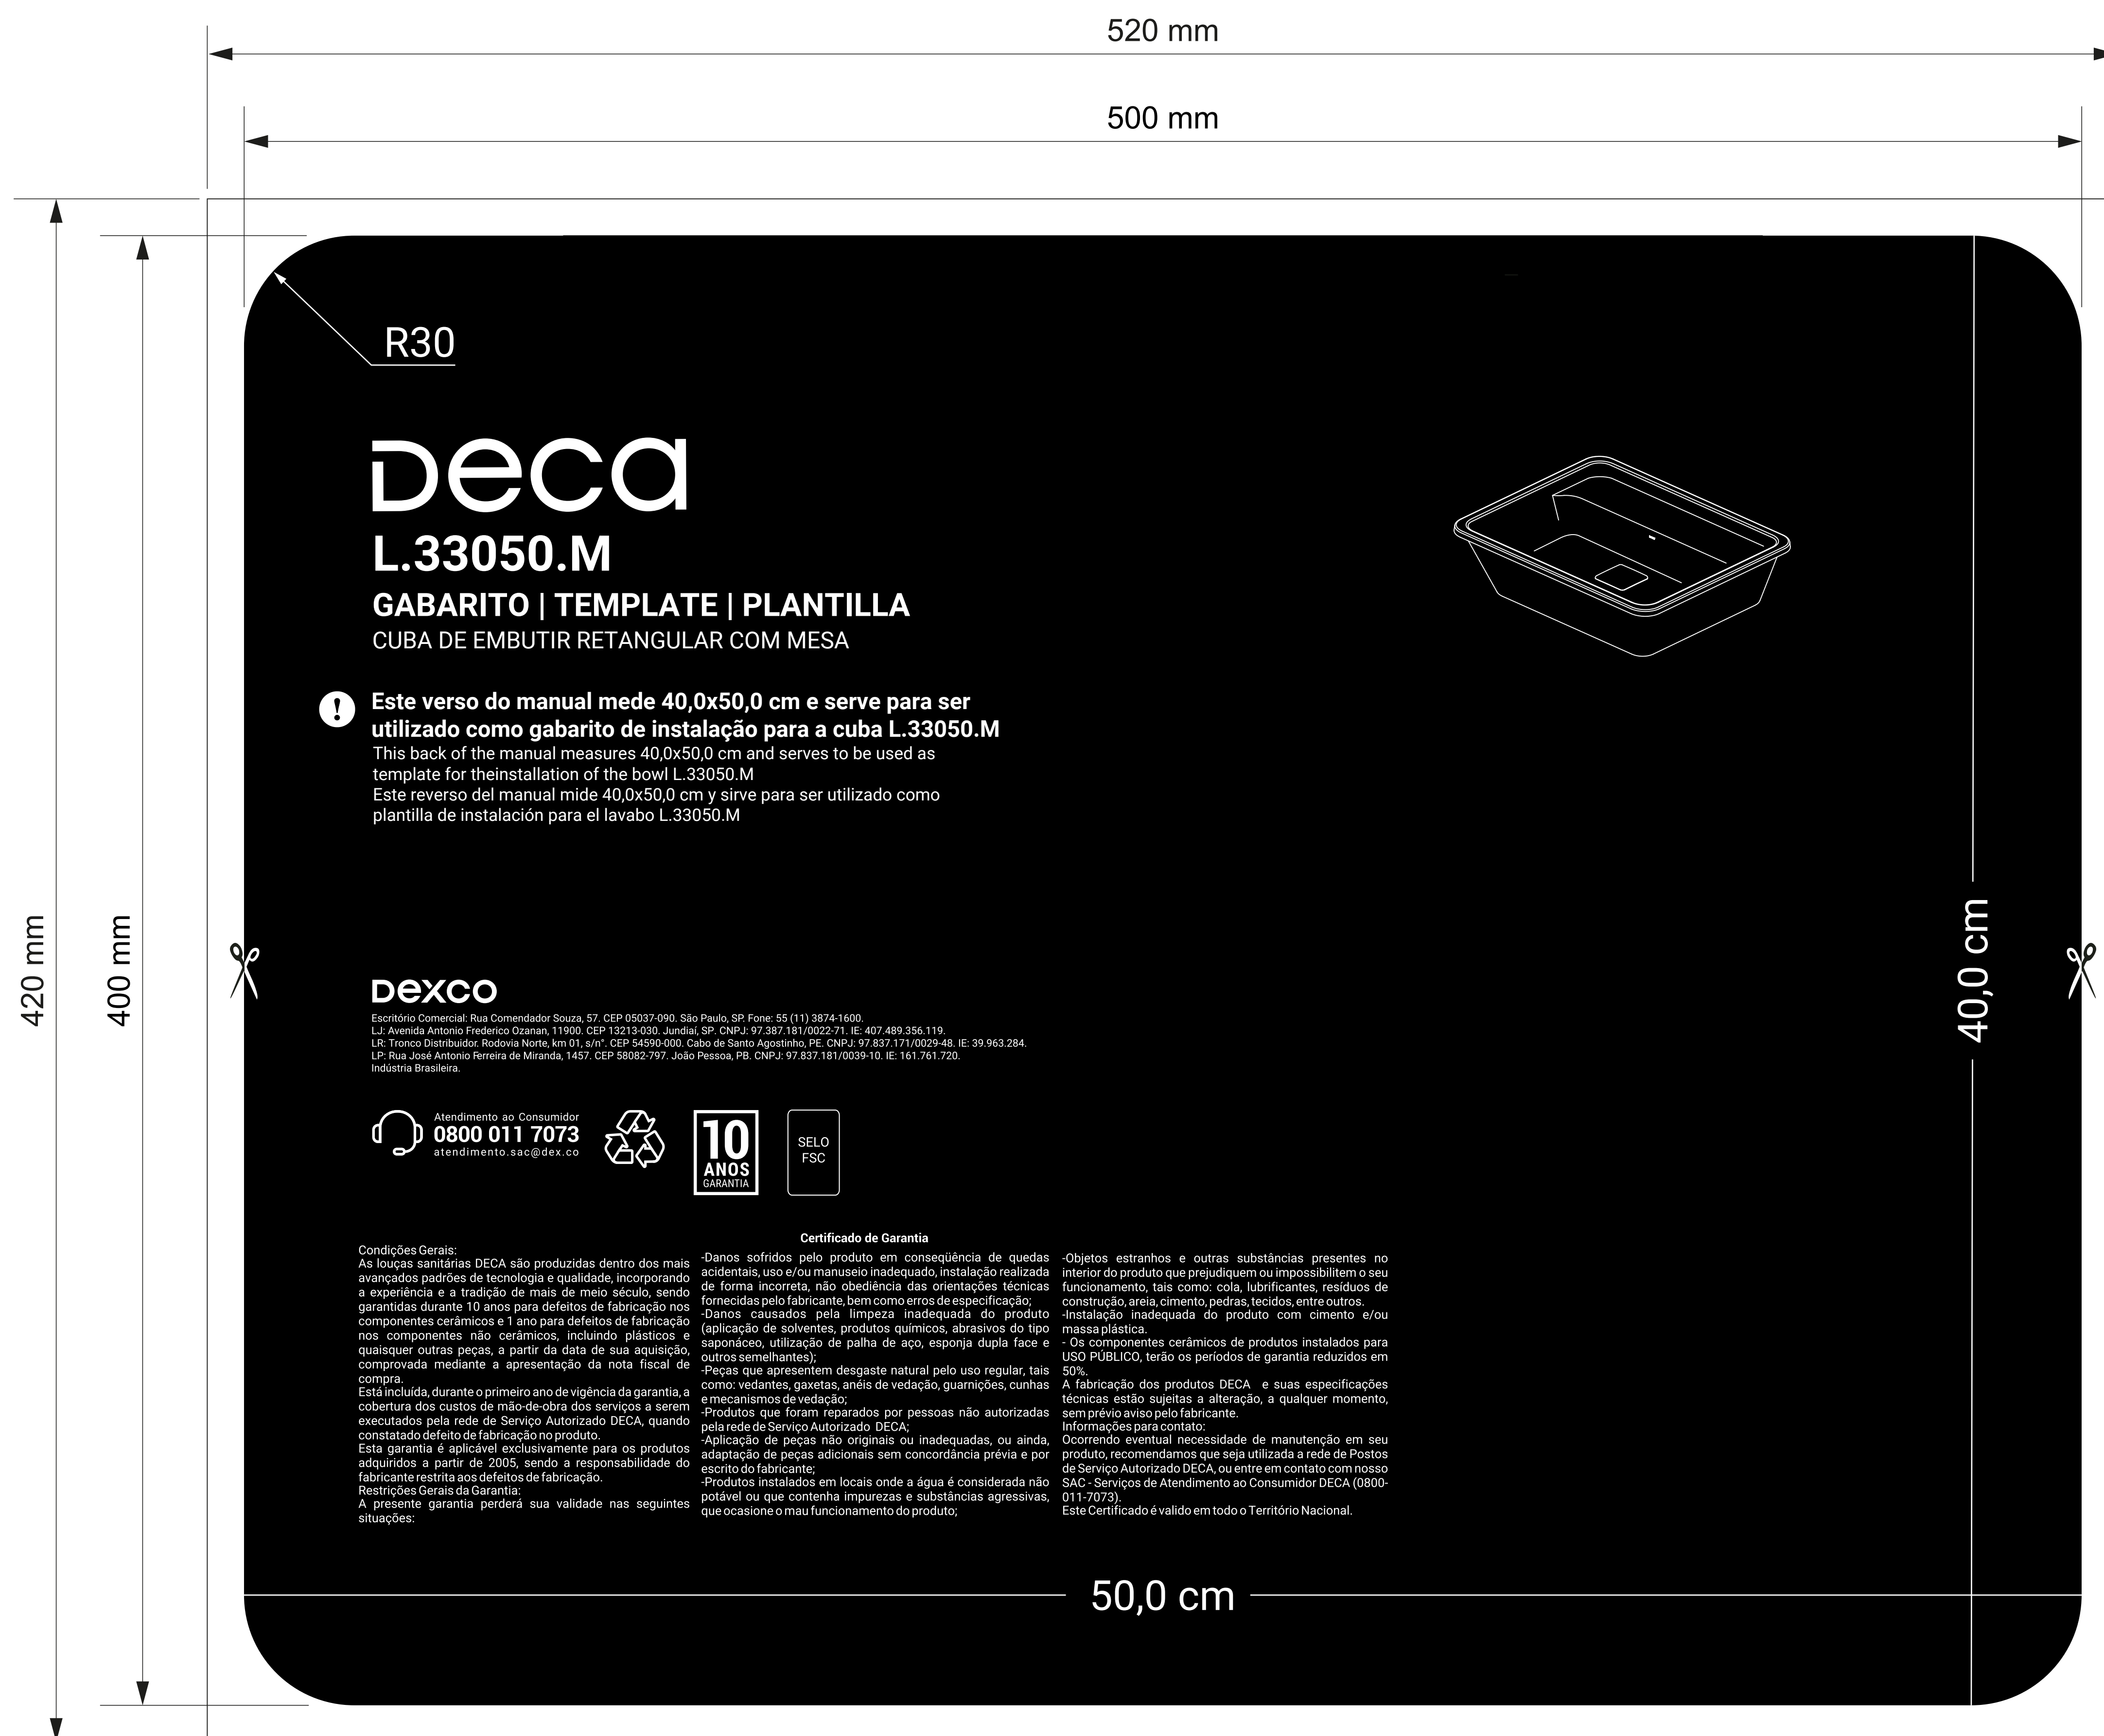 520 mm
500 mm
420 mm
400 mm
R30
Deca
L.33050.M
GABARITO | TEMPLATE | PLANTILLA
CUBA DE EMBUTIR RETANGULAR COM MESA
!
Este verso do manual mede 40,0x50,0 cm e serve para ser
utilizado como gabarito de instalação para a cuba L.33050.M
This back of the manual measures 40,0x50,0 cm and serves to be used as
template for theinstallation of the bowl L.33050.M
Este reverso del manual mide 40,0x50,0 cm y sirve para ser utilizado como
plantilla de instalación para el lavabo L.33050.M
40,0 cm
Dexco
Escritório Comercial: Rua Comendador Souza, 57. CEP 05037-090. São Paulo, SP. Fone: 55 (11) 3874-1600.
LJ: Avenida Antonio Frederico Ozanan, 11900. CEP 13213-030. Jundiaí, SP. CNPJ: 97.387.181/0022-71. IE: 407.489.356.119.
LR: Tronco Distribuidor. Rodovia Norte, km 01, s/n°. CEP 54590-000. Cabo de Santo Agostinho, PE. CNPJ: 97.837.171/0029-48. IE: 39.963.284.
LP: Rua José Antonio Ferreira de Miranda, 1457. CEP 58082-797. João Pessoa, PB. CNPJ: 97.837.181/0039-10. IE: 161.761.720.
Indústria Brasileira.
Atendimento ao Consumidor
0800 011 7073
atendimento.sac@dex.co
10
ANOS
GARANTIA
SELO
FSC
Certificado de Garantia
Condições Gerais:
As louças sanitárias DECA são produzidas dentro dos mais
avançados padrões de tecnologia e qualidade, incorporando
a experiência e a tradição de mais de meio século, sendo
garantidas durante 10 anos para defeitos de fabricação nos
componentes cerâmicos e 1 ano para defeitos de fabricação
nos componentes não cerâmicos, incluindo plásticos e
quaisquer outras peças, a partir da data de sua aquisição,
comprovada mediante a apresentação da nota fiscal de
compra.
Está incluída, durante o primeiro ano de vigência da garantia, a
cobertura dos custos de mão-de-obra dos serviços a serem
executados pela rede de Serviço Autorizado DECA, quando
constatado defeito de fabricação no produto.
Esta garantia é aplicável exclusivamente para os produtos
adquiridos a partir de 2005, sendo a responsabilidade do
fabricante restrita aos defeitos de fabricação.
Restrições Gerais da Garantia:
A presente garantia perderá sua validade nas seguintes
situações:
-Danos sofridos pelo produto em conseqüência de quedas
acidentais, uso e/ou manuseio inadequado, instalação realizada
de forma incorreta, não obediência das orientações técnicas
fornecidas pelo fabricante, bem como erros de especificação;
-Danos causados pela limpeza inadequada do produto
(aplicação de solventes, produtos químicos, abrasivos do tipo
saponáceo, utilização de palha de aço, esponja dupla face e
outros semelhantes);
-Peças que apresentem desgaste natural pelo uso regular, tais
como: vedantes, gaxetas, anéis de vedação, guarnições, cunhas
e mecanismos de vedação;
-Produtos que foram reparados por pessoas não autorizadas
pela rede de Serviço Autorizado DECA;
-Aplicação de peças não originais ou inadequadas, ou ainda,
adaptação de peças adicionais sem concordância prévia e por
escrito do fabricante;
-Produtos instalados em locais onde a água é considerada não
potável ou que contenha impurezas e substâncias agressivas,
que ocasione o mau funcionamento do produto;
-Objetos estranhos e outras substâncias presentes no
interior do produto que prejudiquem ou impossibilitem o seu
funcionamento, tais como: cola, lubrificantes, resíduos de
construção, areia, cimento, pedras, tecidos, entre outros.
-Instalação inadequada do produto com cimento e/ou
massa plástica.
- Os componentes cerâmicos de produtos instalados para
USO PÚBLICO, terão os períodos de garantia reduzidos em
50%.
A fabricação dos produtos DECA e suas especificações
técnicas estão sujeitas a alteração, a qualquer momento,
sem prévio aviso pelo fabricante.
Informações para contato:
Ocorrendo eventual necessidade de manutenção em seu
produto, recomendamos que seja utilizada a rede de Postos
de Serviço Autorizado DECA, ou entre em contato com nosso
SAC - Serviços de Atendimento ao Consumidor DECA (0800-
011-7073).
Este Certificado é valido em todo o Território Nacional.
50,0 cm